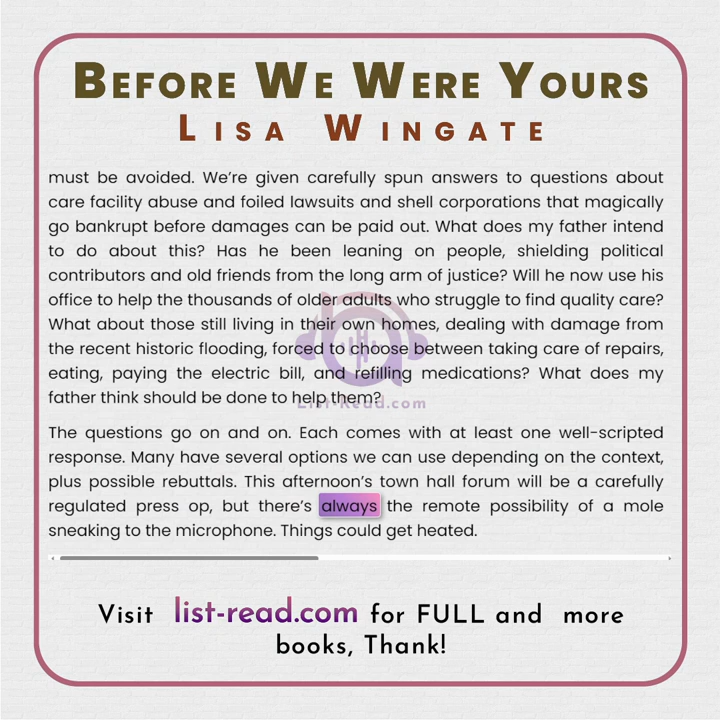 Before We Were Yours
Lisa Wingate
must be avoided. We’re given carefully spun answers to questions about
care facility abuse and foiled lawsuits and shell corporations that magically
go bankrupt before damages can be paid out. What does my father intend
to do about this? Has he been leaning on people, shielding political
contributors and old friends from the long arm of justice? Will he now use his
office to help the thousands of older adults who struggle to find quality care?
What about those still living in their own homes, dealing with damage from
the recent historic flooding, forced to choose between taking care of repairs,
eating, paying the electric bill, and refilling medications? What does my
father think should be done to help them?
List-Read.com
The questions go on and on. Each comes with at least one well-scripted
response. Many have several options we can use depending on the context,
plus possible rebuttals. This afternoon’s town hall forum will be a carefully
regulated press op, but there’s always the remote possibility of a mole
sneaking to the microphone. Things could get heated.
Visit list-read.com for FULL and more
books, Thank!